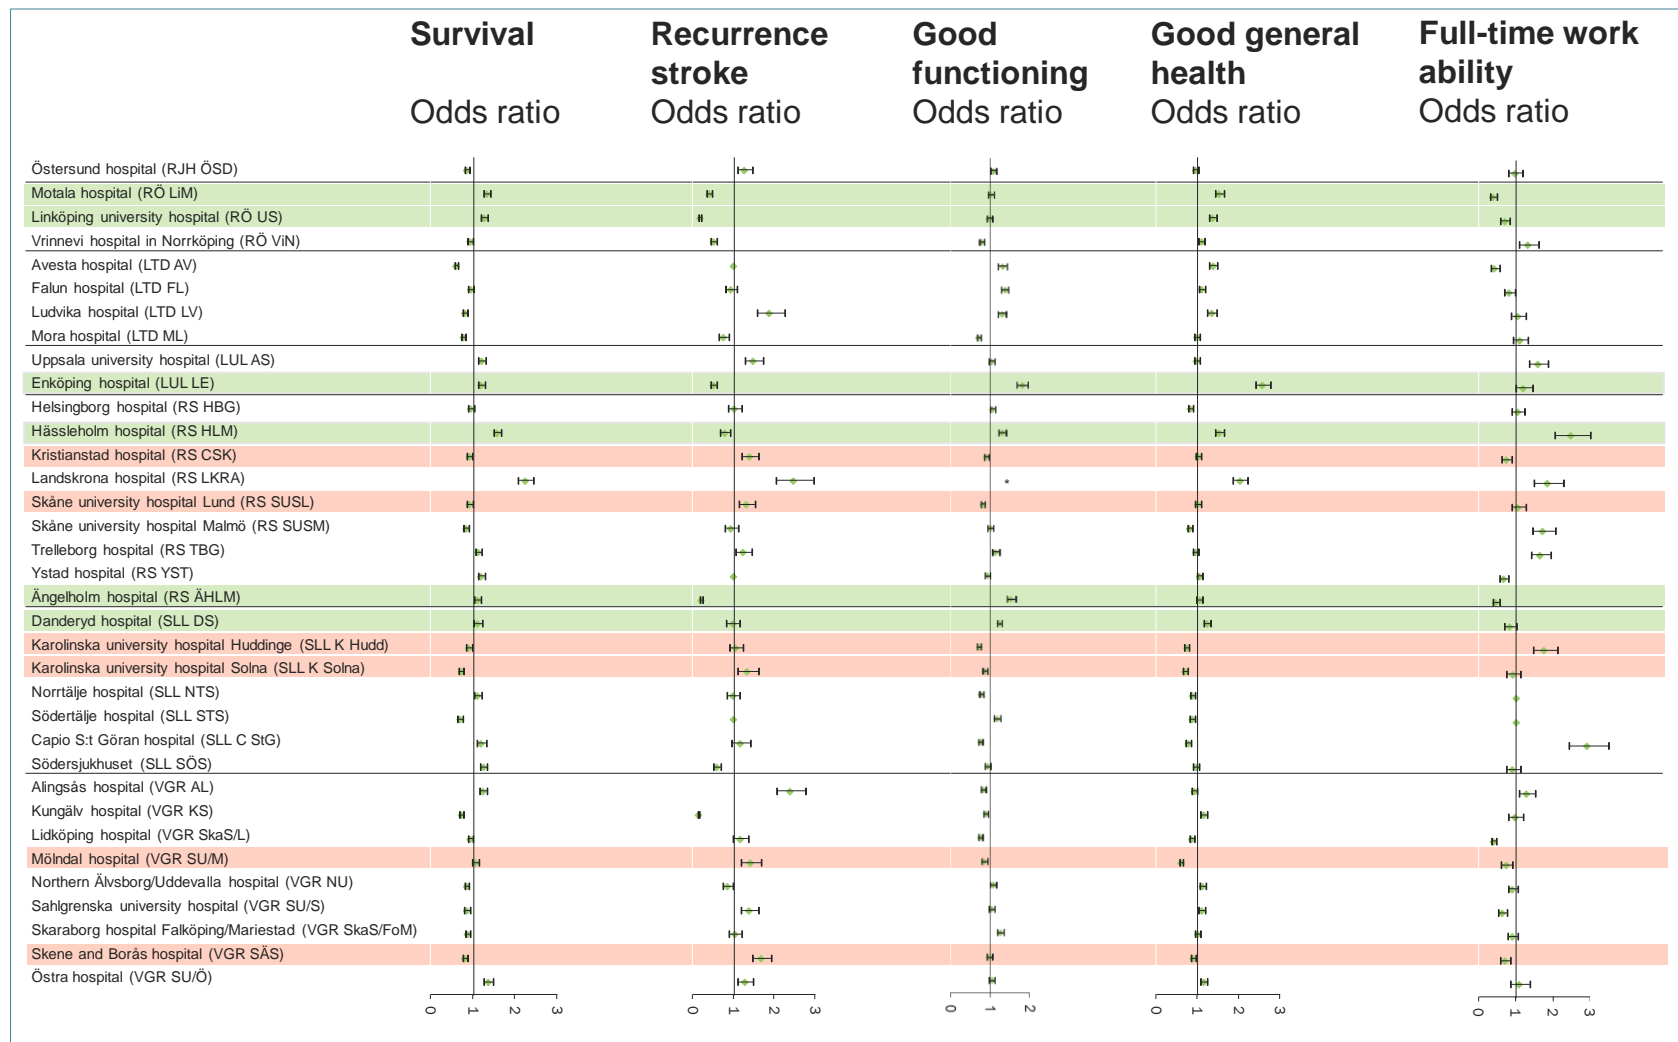 Survival
Recurrence
stroke
Good
functioning
Good general
health
Full-time work
ability
Odds ratio
Odds ratio
Odds ratio
Odds ratio
Odds ratio
Östersund hospital (RJH ÖSD)
Motala hospital (RÖ LiM)
Linköping university hospital (RÖ US)
Vrinnevi hospital in Norrköping (RÖ ViN)
Avesta hospital (LTD AV)
Falun hospital (LTD FL)
Ludvika hospital (LTD LV)
Mora hospital (LTD ML)
Uppsala university hospital (LUL AS)
Enköping hospital (LUL LE)
Helsingborg hospital (RS HBG)
Hässleholm hospital (RS HLM)
Kristianstad hospital (RS CSK)
Landskrona hospital (RS LKRA)
*
Skåne university hospital Lund (RS SUSL)
Skåne university hospital Malmö (RS SUSM)
Trelleborg hospital (RS TBG)
Ystad hospital (RS YST)
Ängelholm hospital (RS ÄHLM)
Danderyd hospital (SLL DS)
Karolinska university hospital Huddinge (SLL K Hudd)
Karolinska university hospital Solna (SLL K Solna)
Norrtälje hospital (SLL NTS)
Södertälje hospital (SLL STS)
Capio S:t Göran hospital (SLL C StG)
Södersjukhuset (SLL SÖS)
Alingsås hospital (VGR AL)
Kungälv hospital (VGR KS)
Lidköping hospital (VGR SkaS/L)
Mölndal hospital (VGR SU/M)
Northern Älvsborg/Uddevalla hospital (VGR NU)
Sahlgrenska university hospital (VGR SU/S)
Skaraborg hospital Falköping/Mariestad (VGR SkaS/FoM)
Skene and Borås hospital (VGR SÄS)
Östra hospital (VGR SU/Ö)
0 1 2 3
0 1 2 3
0 1 2
0 1 2 3
0 1 2 3